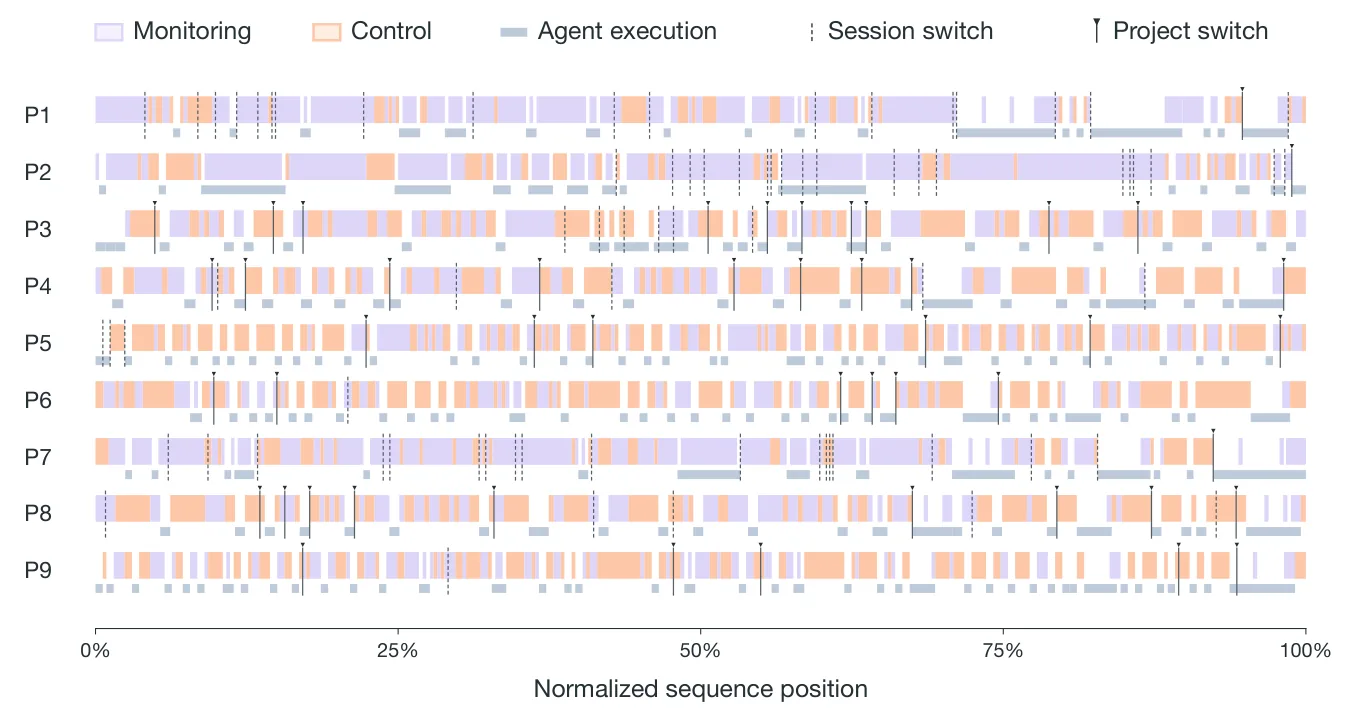 Monitoring Control Agent execution Session switch Project switch
P1
P2
P3
P4
P5
P6
P7
P8
P9
0% 25% 50% 75% 100%
Normalized sequence position